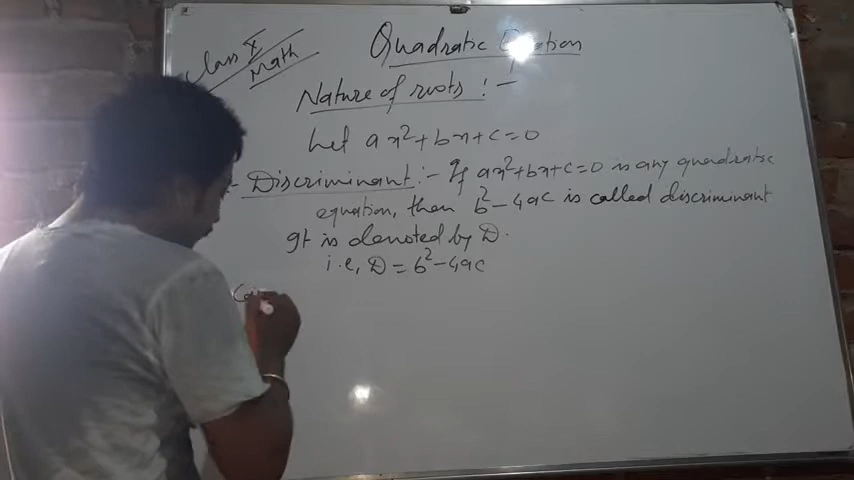 Class X
Math
Quadratic Equation
Nature of roots :-
Let ax²+bx+c=0
- Discriminant :- If ax²+bx+c=0 is any quadratic
equation, then b²-4ac is called discriminant
It is denoted by D.
i.e, D = b²-4ac